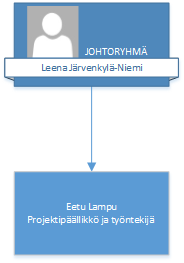 JOHTORYHMÄ
Leena Järvenkylä-Niemi
Eetu Lampu
Projektipäällikkö ja työntekijä